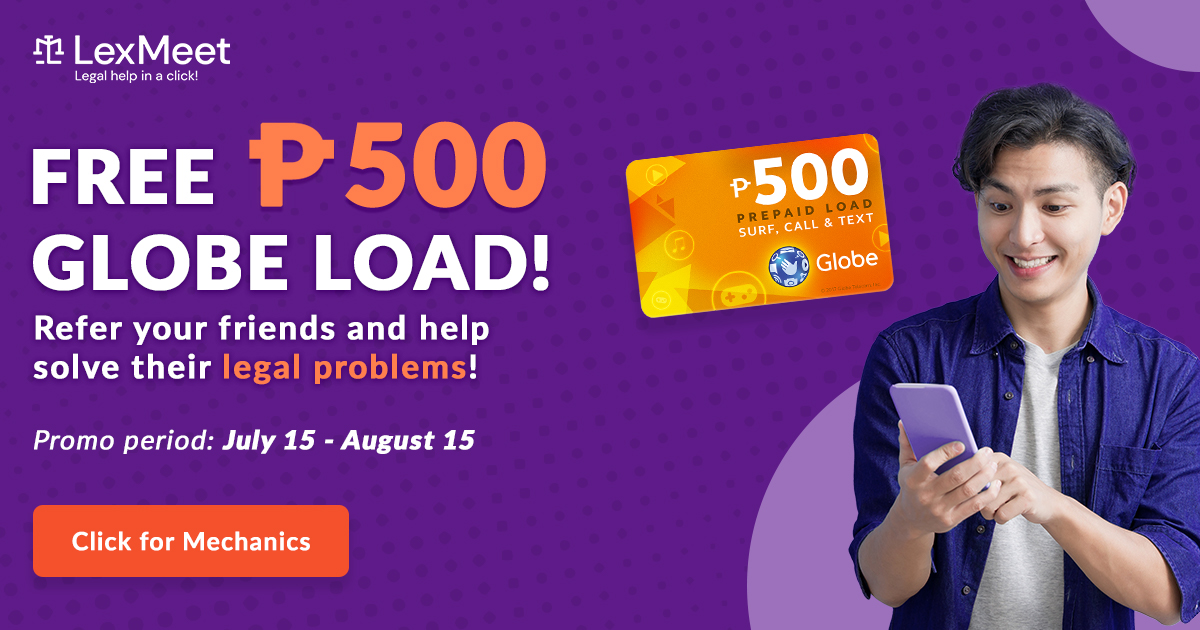 LexMeet
Legal help in a click!
FREE ₱500
GLOBE LOAD!
Refer your friends and help
solve their legal problems!
Promo period: July 15 - August 15
Click for Mechanics
₱500
PREPAID LOAD
SURF, CALL & TEXT
Globe